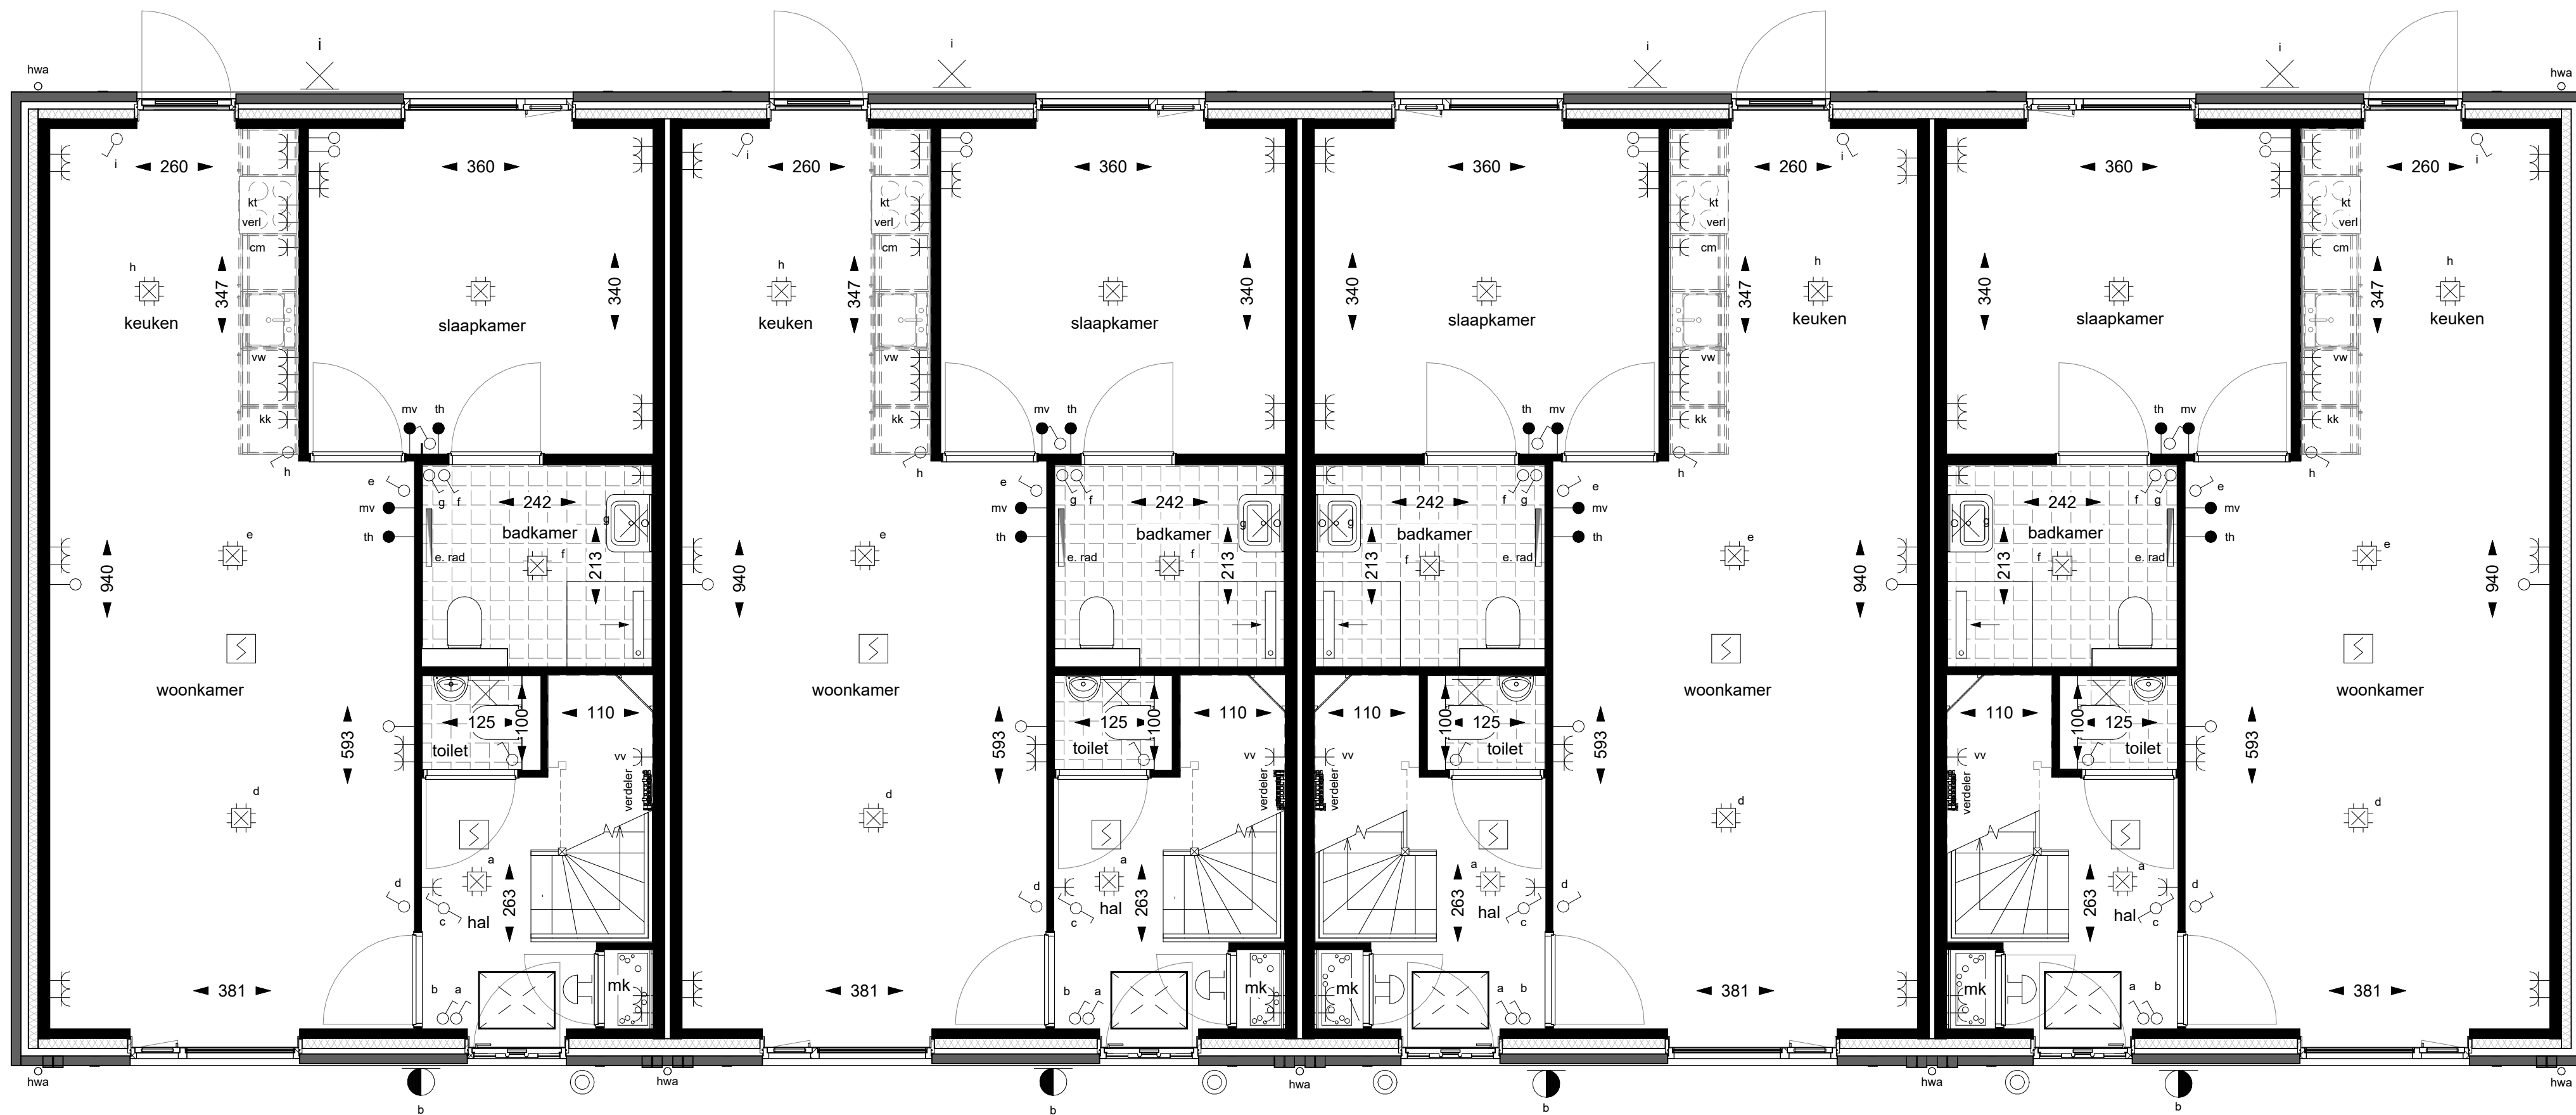 i
i
i
i
hwa
hwa
i
260
360
i
260
360
360
260
i
360
260
i
kt
verl
cm
kt
verl
cm
kt
verl
cm
kt
verl
cm
h
347
340
h
347
340
340
347
h
340
347
h
keuken
slaapkamer
keuken
slaapkamer
slaapkamer
keuken
slaapkamer
keuken
vw
vw
vw
vw
kk
mv
th
kk
mv
th
th
mv
kk
th
mv
kk
h
h
h
h
e
g
f
242
e
g
f
242
242
f
g
e
242
f
g
e
mv
g
mv
g
g
mv
g
mv
th
badkamer
th
badkamer
badkamer
th
badkamer
th
e
e. rad
f
213
e
e. rad
f
213
213
f
e. rad
e
213
f
e. rad
e
940
940
940
940
woonkamer
woonkamer
woonkamer
woonkamer
593
125
100
110
593
125
100
110
110
100
125
593
110
100
125
593
toilet
toilet
toilet
toilet
vv
vv
vv
vv
verdeler
verdeler
verdeler
verdeler
d
d
d
d
a
a
a
a
d
c
hal
263
d
c
hal
263
263
hal
c
d
263
hal
c
d
381
b
a
mk
381
b
a
mk
mk
a
b
381
mk
a
b
381
hwa
hwa
hwa
hwa
hwa
b
b
b
b